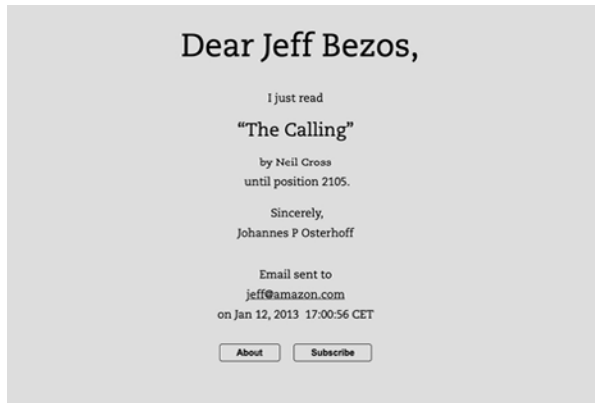 Dear Jeff Bezos,
I just read
“The Calling”
by Neil Cross
until position 2105.
Sincerely,
Johannes P Osterhoff
Email sent to
jeff@amazon.com
on Jan 12, 2013 17:00:56 CET
About
Subscribe